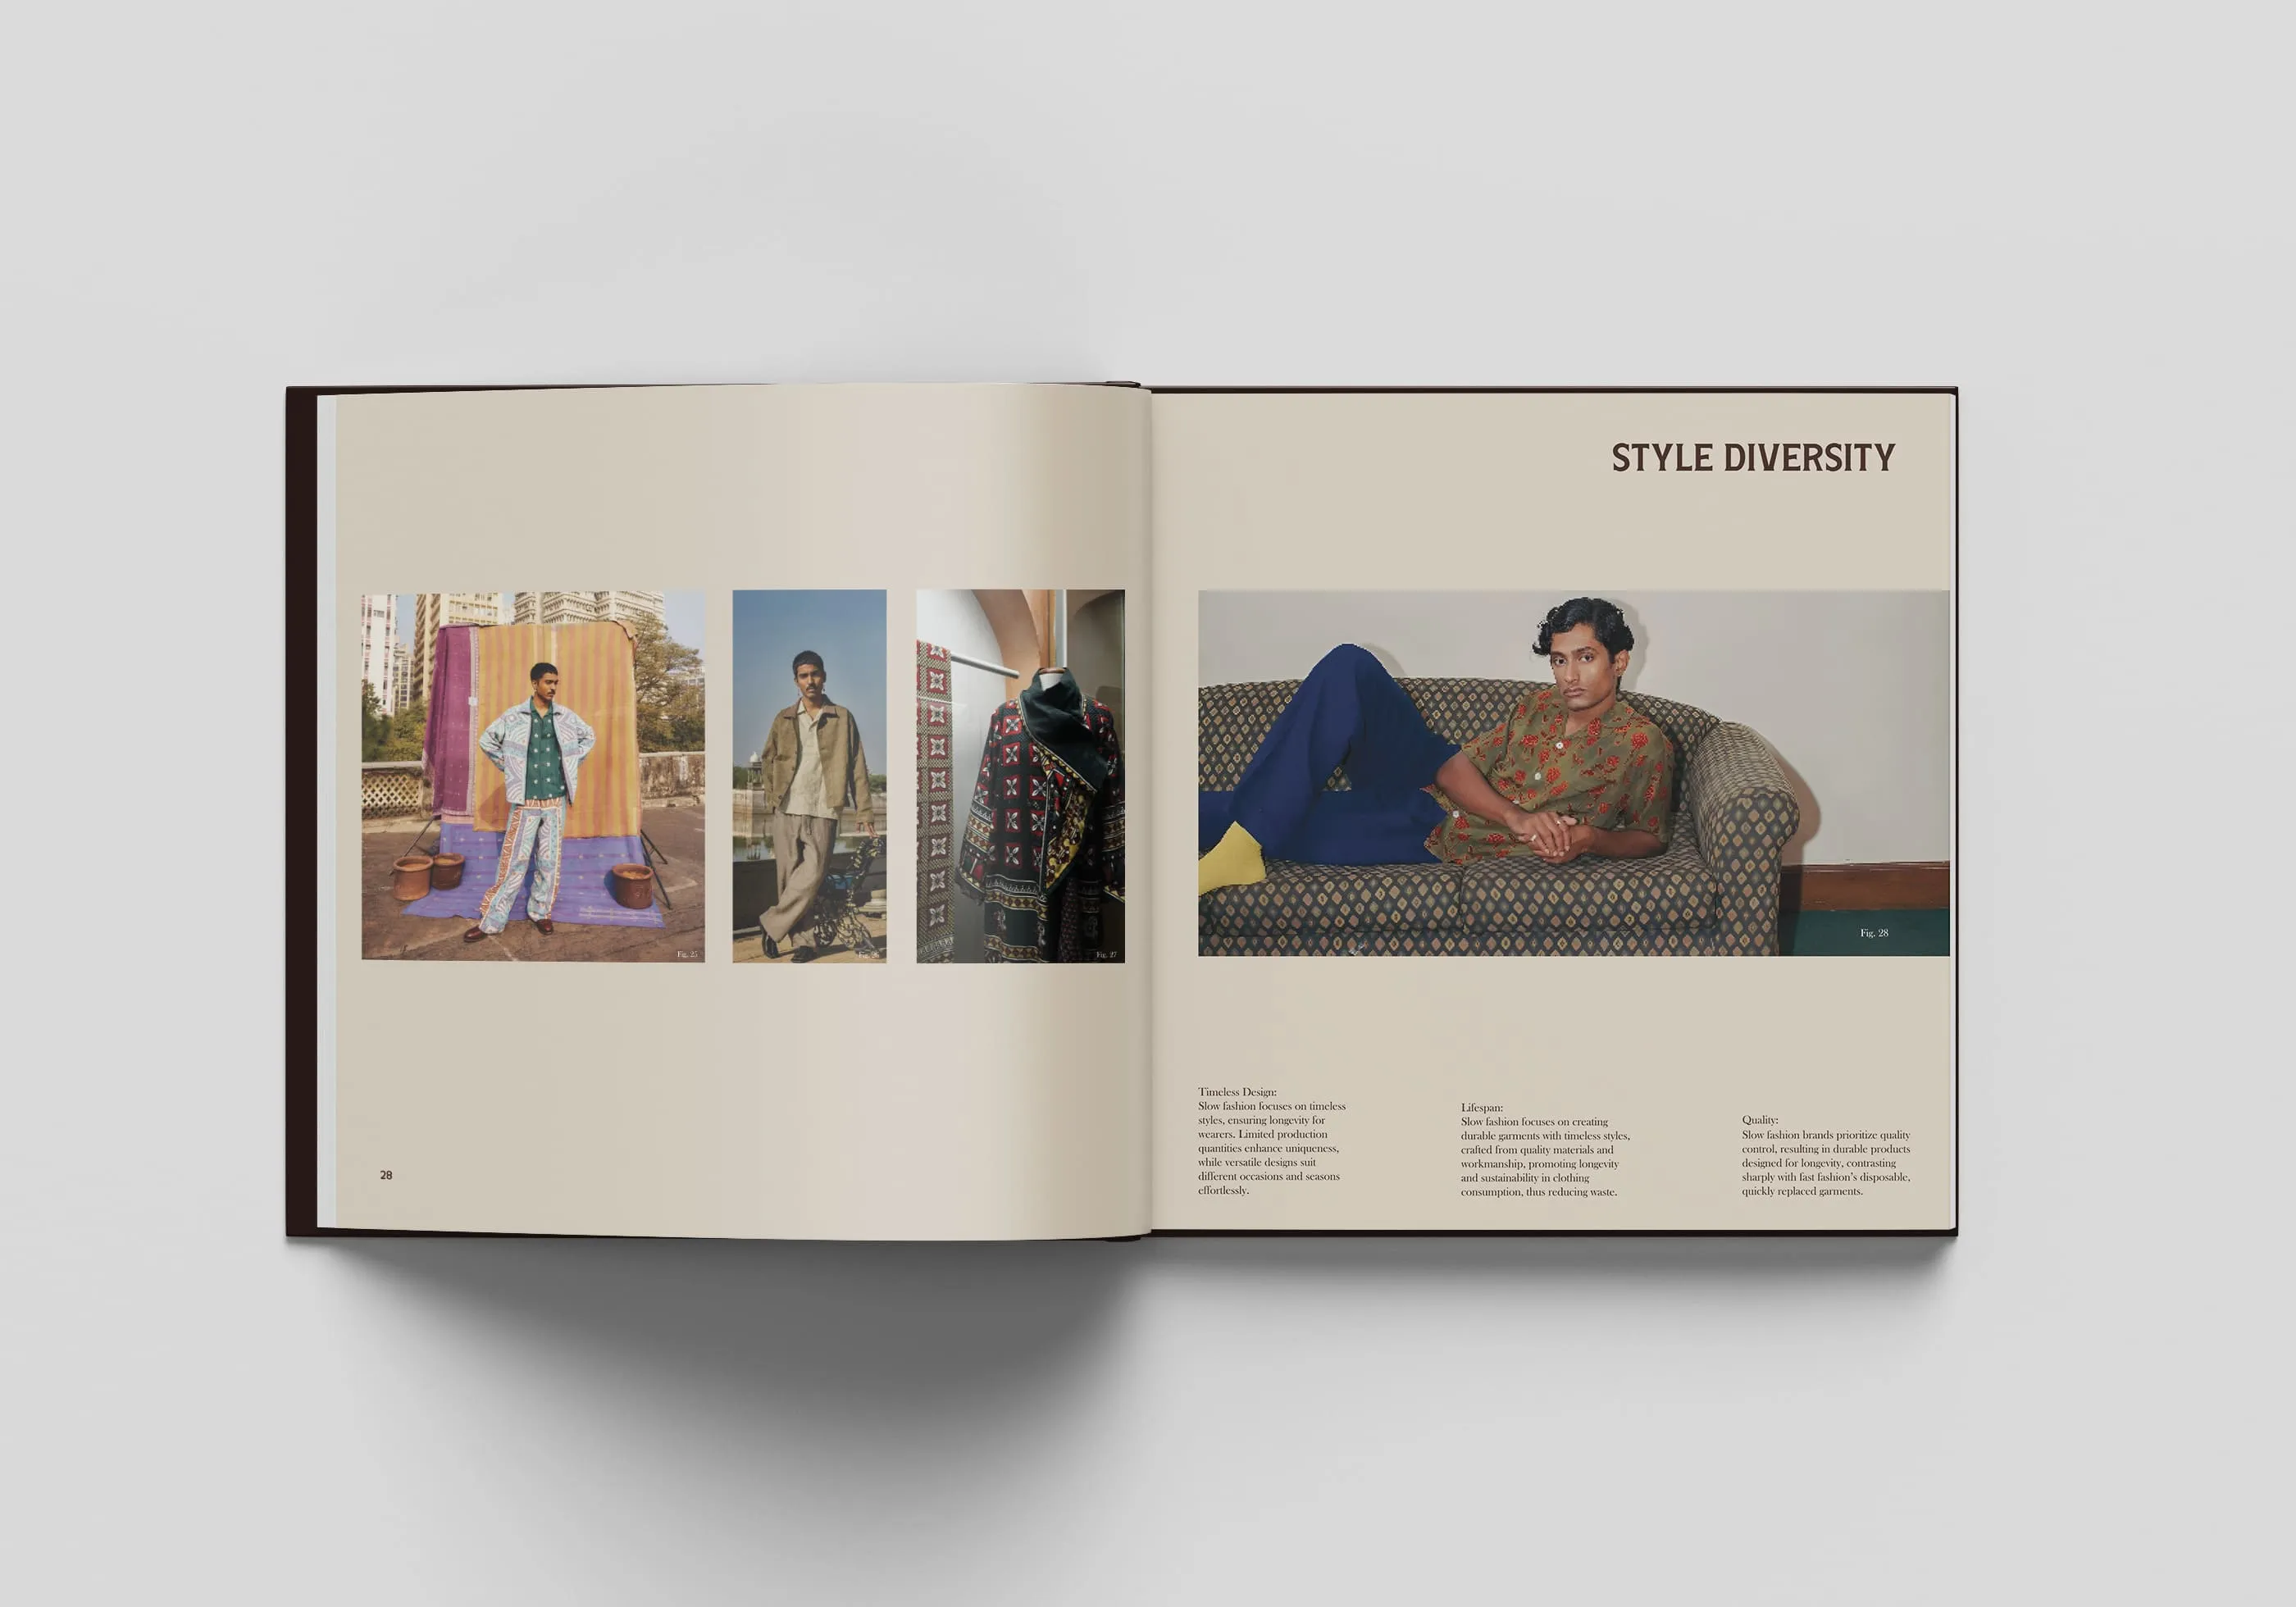 Fig. 25
Fig. 26
Fig. 27
28
STYLE DIVERSITY
Fig. 28
Timeless Design:
Slow fashion focuses on timeless
styles, ensuring longevity for
wearers. Limited production
quantities enhance uniqueness,
while versatile designs suit
different occasions and seasons
effortlessly.
Lifespan:
Slow fashion focuses on creating
durable garments with timeless styles,
crafted from quality materials and
workmanship, promoting longevity
and sustainability in clothing
consumption, thus reducing waste.
Quality:
Slow fashion brands prioritize quality
control, resulting in durable products
designed for longevity, contrasting
sharply with fast fashion's disposable,
quickly replaced garments.